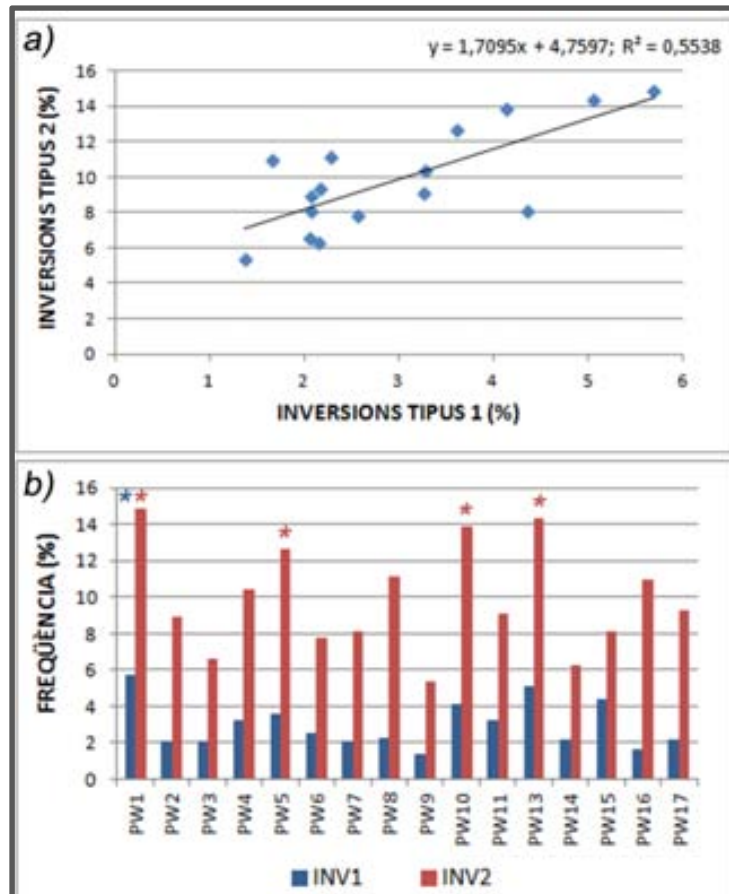 a)
y = 1,7095x + 4,7597; R² = 0,5538
INVERSIONS TIPUS 2 (%)
16
14
12
10
8
6
4
2
0
0 1 2 3 4 5 6
INVERSIONS TIPUS 1 (%)
b)
FREQÜÈNCIA (%)
16
14
12
10
8
6
4
2
0
* * * * *
PW1 PW2 PW3 PW4 PW5 PW6 PW7 PW8 PW9 PW10 PW11 PW13 PW14 PW15 PW16 PW17
INV1 INV2